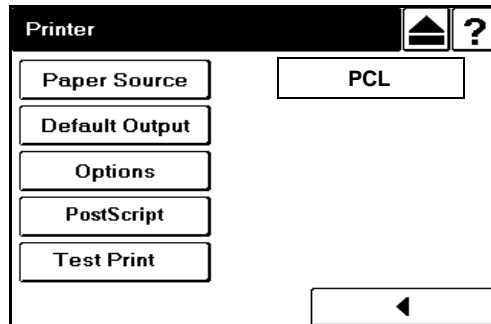 Printer ?
Paper Source
PCL
Default Output
Options
PostScript
Test Print